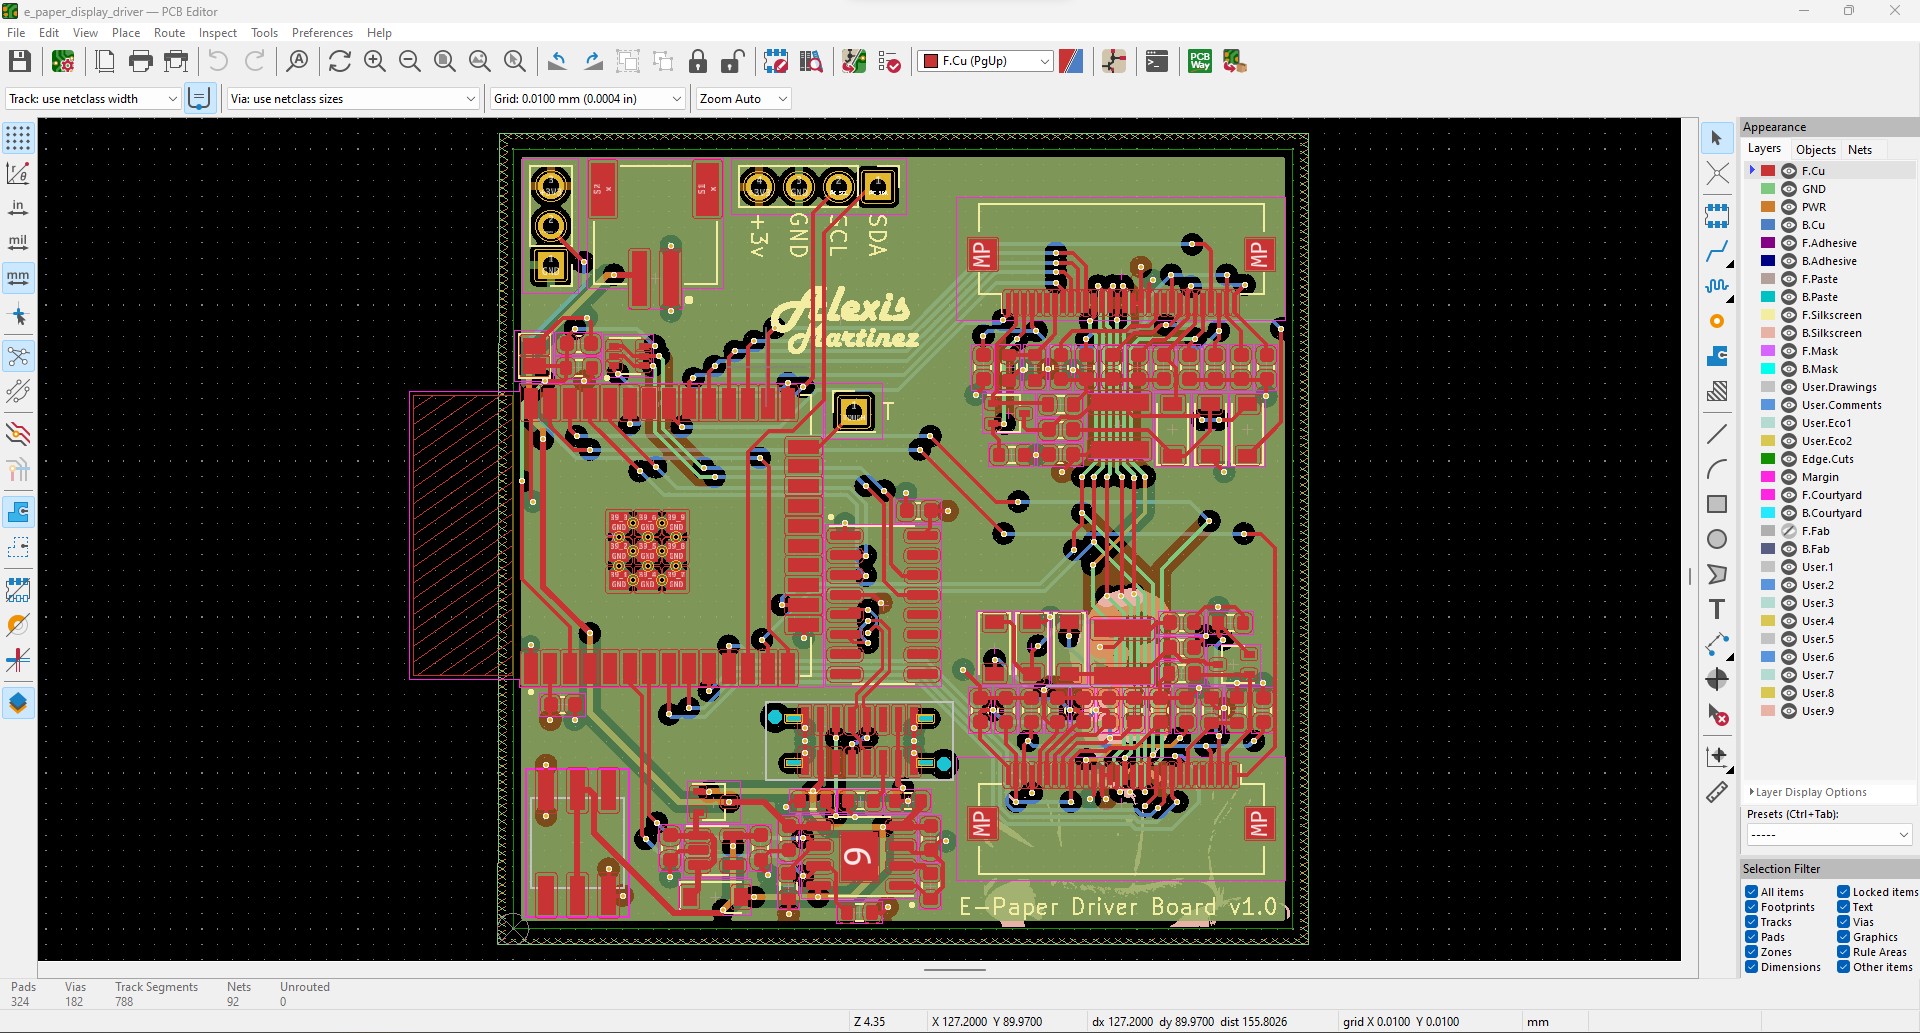 e_paper_display_driver — PCB Editor
File Edit View Place Route Inspect Tools Preferences Help
F.Cu (PgUp)
PCB
Way
Track: use netclass width
Via: use netclass sizes
Grid: 0.0100 mm (0.0004 in)
Zoom Auto
in
mil
mm
+3v
GND
SCL
SDA
Alexis
Martinez
MP
MP
T
MP
MP
9
E-Paper Driver Board v1.0
Appearance
Layers Objects Nets
F.Cu
GND
PWR
B.Cu
F.Adhesive
B.Adhesive
F.Paste
B.Paste
F.Silkscreen
B.Silkscreen
F.Mask
B.Mask
User.Drawings
User.Comments
User.Eco1
User.Eco2
Edge.Cuts
Margin
F.Courtyard
B.Courtyard
F.Fab
B.Fab
User.1
User.2
User.3
User.4
User.5
User.6
User.7
User.8
User.9
Layer Display Options
Presets (Ctrl+Tab):
-----
Selection Filter
All items Locked items
Footprints Text
Tracks Vias
Pads Graphics
Zones Rule Areas
Dimensions Other items
Pads Vias Track Segments Nets Unrouted
324 182 788 92 0
Z 4.35 X 127.2000 Y 89.9700 dx 127.2000 dy 89.9700 dist 155.8026 grid X 0.0100 Y 0.0100 mm